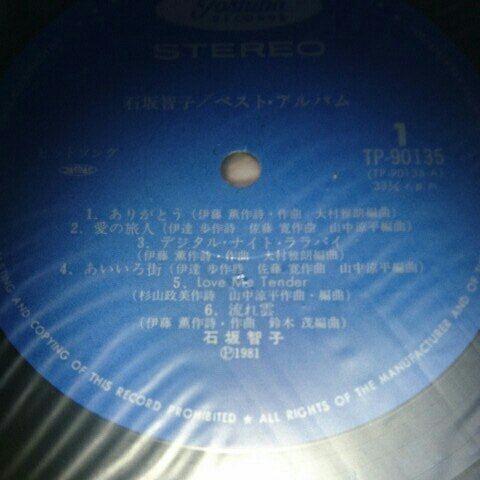 Toshiba
RECORDS
STEREO
石坂智子/ベスト・アルバム
1
TP-90135
(TP-90135-A)
33⅓ r.p.m
1. ありがとう (伊藤 薫作詩・作曲 大村雅朗編曲)
2. 愛の旅人 (伊達 歩作詩 佐藤 寛作曲 山中涼平編曲)
3. デジタル・ナイト・ララバイ
(伊藤 薫作詩・作曲 大村雅朗編曲)
4. あいいろ街 (伊達 歩作詩 佐藤 寛作曲 山中涼平編曲)
5. Love Me Tender
(杉山政美作詩 山中涼平作曲・編曲)
6. 流れ雲
(伊藤 薫作詩・作曲 鈴木 茂編曲)
石坂智子
Ⓟ1981
AND COPYING OF THIS RECORD PROHIBITED ★ ALL RIGHTS OF THE MANUFACTURER AND OF